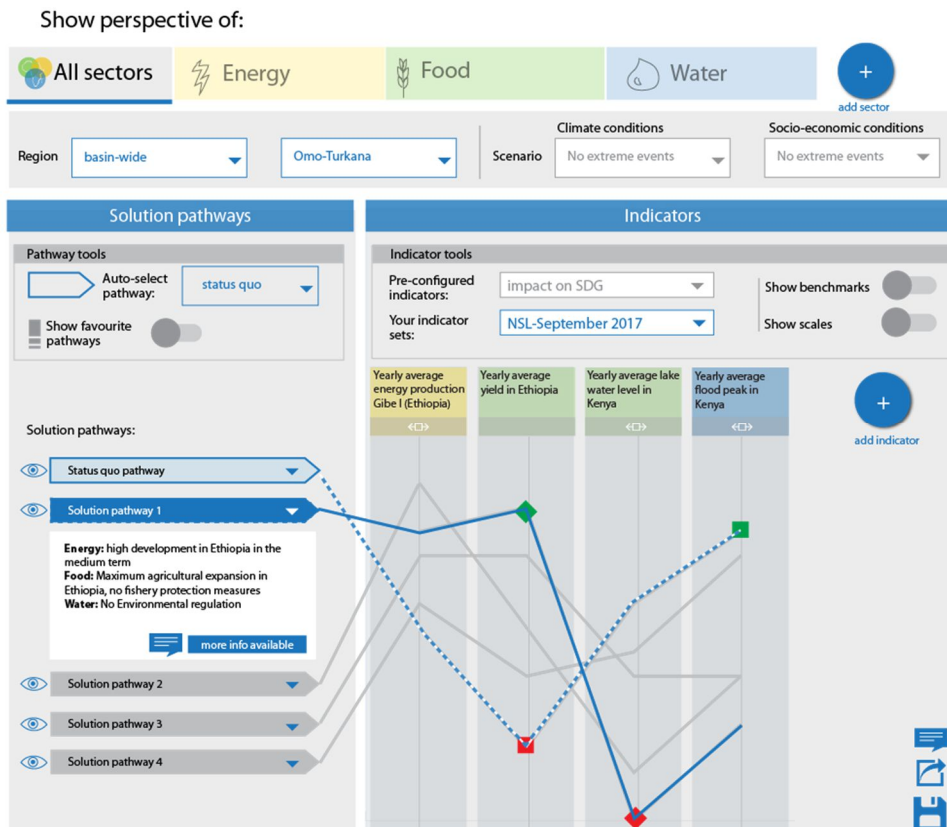 Show perspective of:
All sectors
Energy
Food
Water
+
add sector
Region
basin-wide
Omo-Turkana
Scenario
Climate conditions
No extreme events
Socio-economic conditions
No extreme events
Solution pathways
Pathway tools
Auto-select
pathway:
status quo
Show favourite
pathways
Solution pathways:
Status quo pathway
Solution pathway 1
Energy: high development in Ethiopia in the
medium term
Food: Maximum agricultural expansion in
Ethiopia, no fishery protection measures
Water: No Environmental regulation
more info available
Solution pathway 2
Solution pathway 3
Solution pathway 4
Indicators
Indicator tools
Pre-configured
indicators:
impact on SDG
Your indicator
sets:
NSL-September 2017
Show benchmarks
Show scales
Yearly average
energy production
Gibe I (Ethiopia)
Yearly average
yield in Ethiopia
Yearly average lake
water level in
Kenya
Yearly average
flood peak in
Kenya
+
add indicator